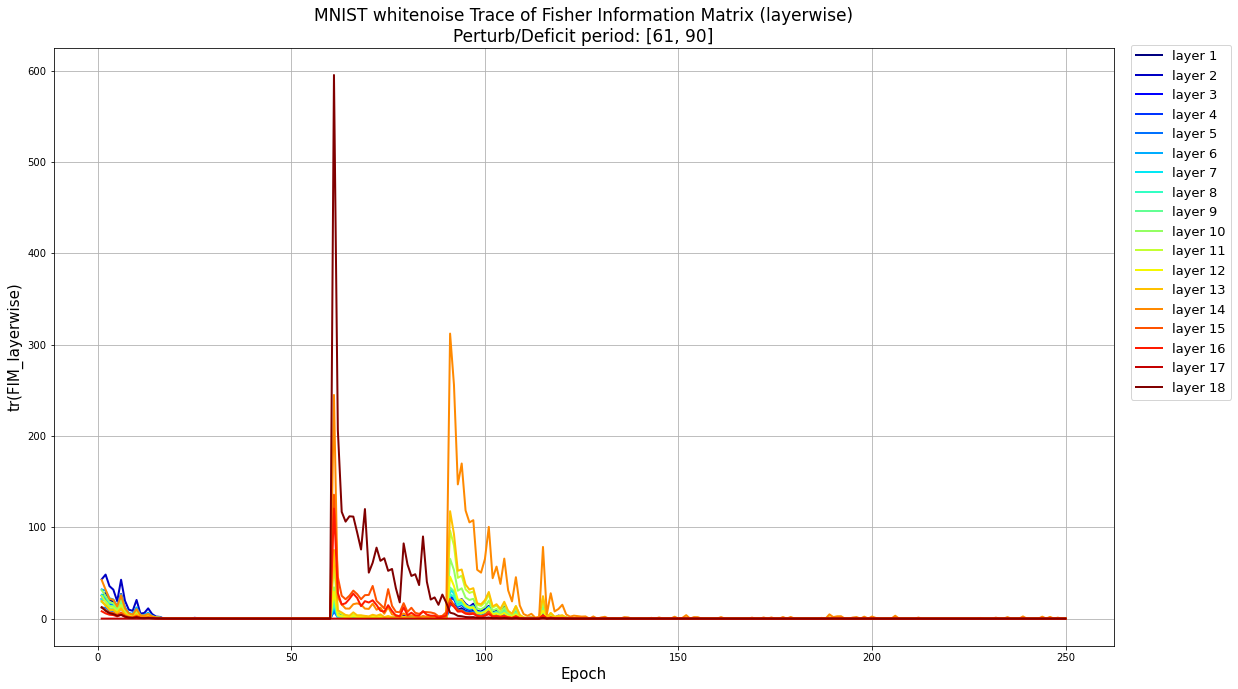 MNIST whitenoise Trace of Fisher Information Matrix (layerwise)
Perturb/Deficit period: [61, 90]
600
500
400
300
200
100
0
tr(FIM_layerwise)
0
50
100
150
200
250
Epoch
layer 1
layer 2
layer 3
layer 4
layer 5
layer 6
layer 7
layer 8
layer 9
layer 10
layer 11
layer 12
layer 13
layer 14
layer 15
layer 16
layer 17
layer 18